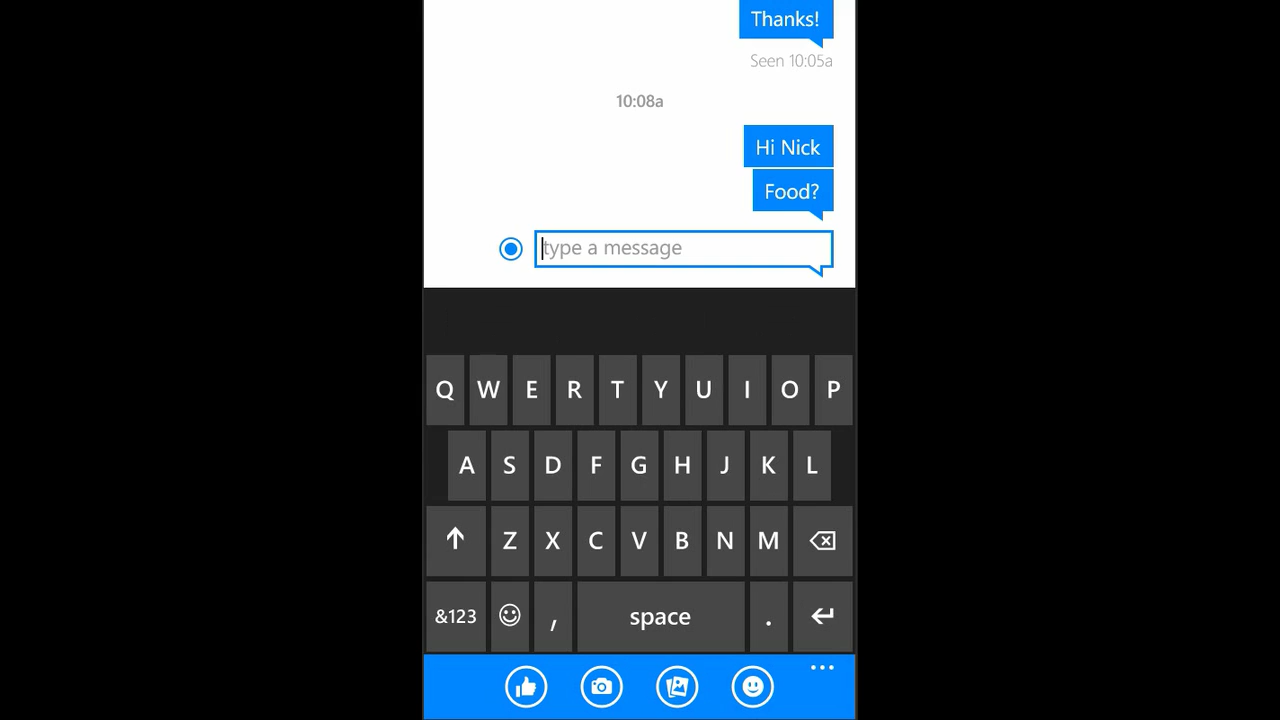 Thanks!
Seen 10:05a
10:08a
Hi Nick
Food?
type a message
Q W E R T Y U I O P
A S D F G H J K L
Z X C V B N M
&123 , space .